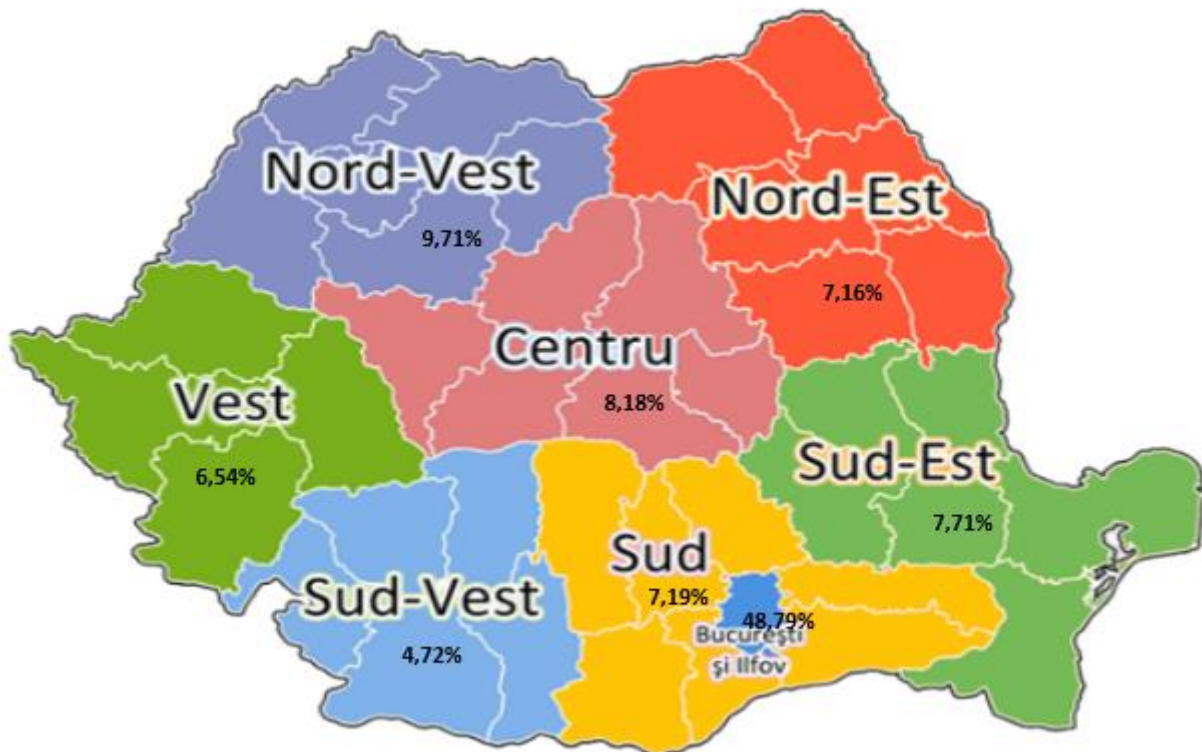 Nord-Vest
9,71%
Nord-Est
7,16%
Centru
8,18%
Vest
6,54%
Sud-Est
7,71%
Sud
7,19%
Sud-Vest
4,72%
48,79%
București
și Ilfov